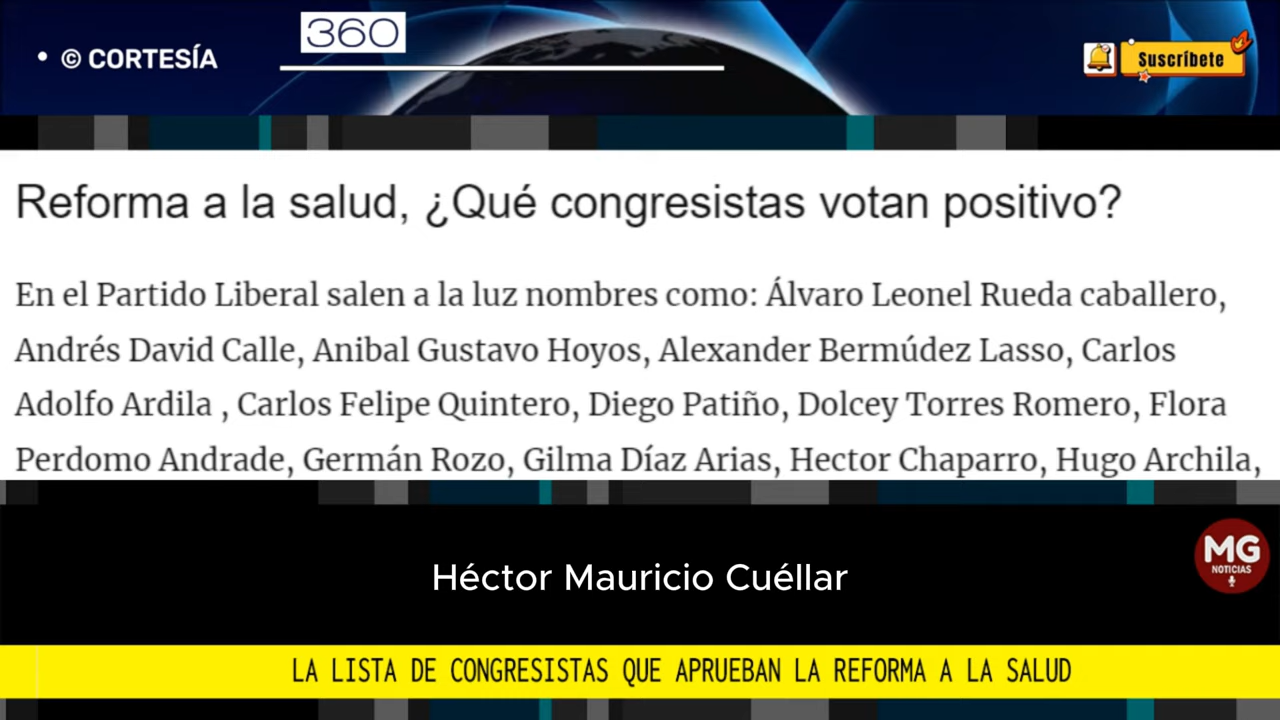 360
• © CORTESÍA
Suscríbete
Reforma a la salud, ¿Qué congresistas votan positivo?
En el Partido Liberal salen a la luz nombres como: Álvaro Leonel Rueda caballero,
Andrés David Calle, Anibal Gustavo Hoyos, Alexander Bermúdez Lasso, Carlos
Adolfo Ardila , Carlos Felipe Quintero, Diego Patiño, Dolcey Torres Romero, Flora
Perdomo Andrade, Germán Rozo, Gilma Díaz Arias, Hector Chaparro, Hugo Archila,
MG
NOTICIAS
Héctor Mauricio Cuéllar
LA LISTA DE CONGRESISTAS QUE APRUEBAN LA REFORMA A LA SALUD